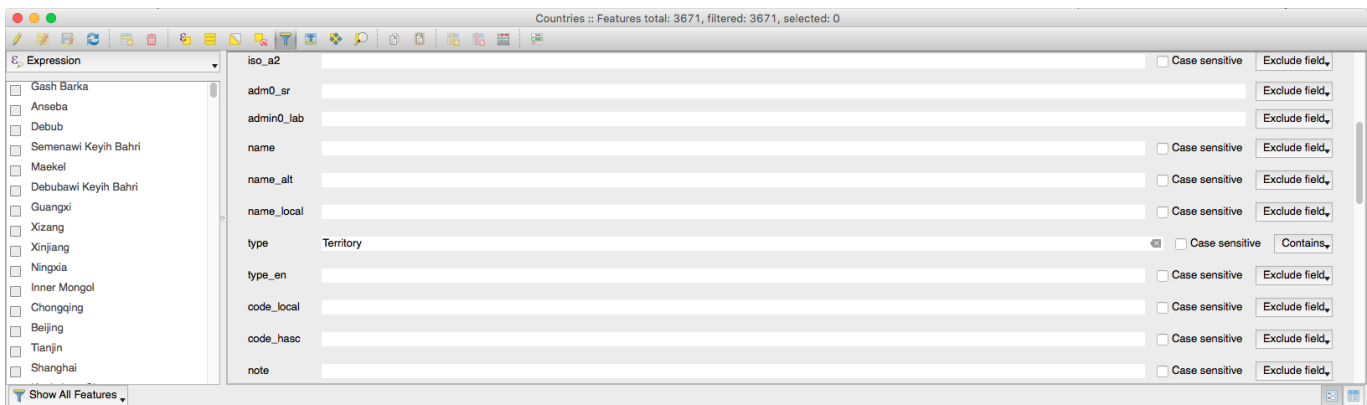 Countries :: Features total: 3671, filtered: 3671, selected: 0
Expression
Gash Barka
Anseba
Debub
Semenawi Keyih Bahri
Maekel
Debubawi Keyih Bahri
Guangxi
Xizang
Xinjiang
Ningxia
Inner Mongol
Chongqing
Beijing
Tianjin
Shanghai
iso_a2 Case sensitive Exclude field
adm0_sr Exclude field
admin0_lab Exclude field
name Case sensitive Exclude field
name_alt Case sensitive Exclude field
name_local Case sensitive Exclude field
type Territory Case sensitive Contains
type_en Case sensitive Exclude field
code_local Case sensitive Exclude field
code_hasc Case sensitive Exclude field
note Case sensitive Exclude field
Show All Features